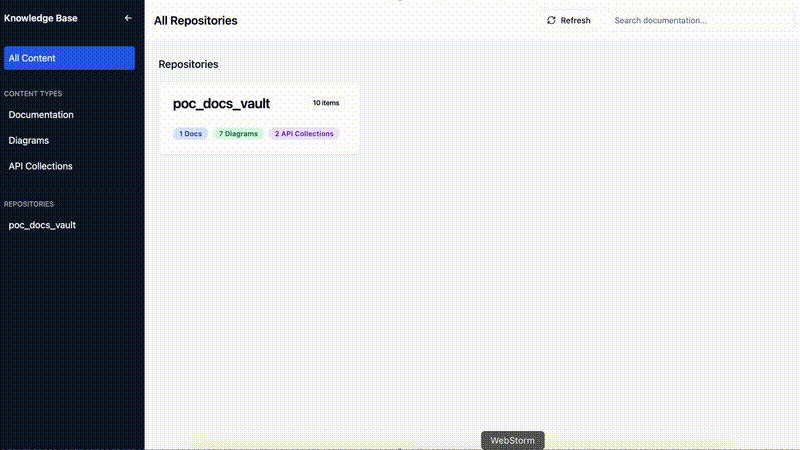 Knowledge Base
All Content
CONTENT TYPES
Documentation
Diagrams
API Collections
REPOSITORIES
poc_docs_vault
All Repositories
Refresh
Search documentation...
Repositories
poc_docs_vault
10 items
1 Docs
7 Diagrams
2 API Collections
WebStorm